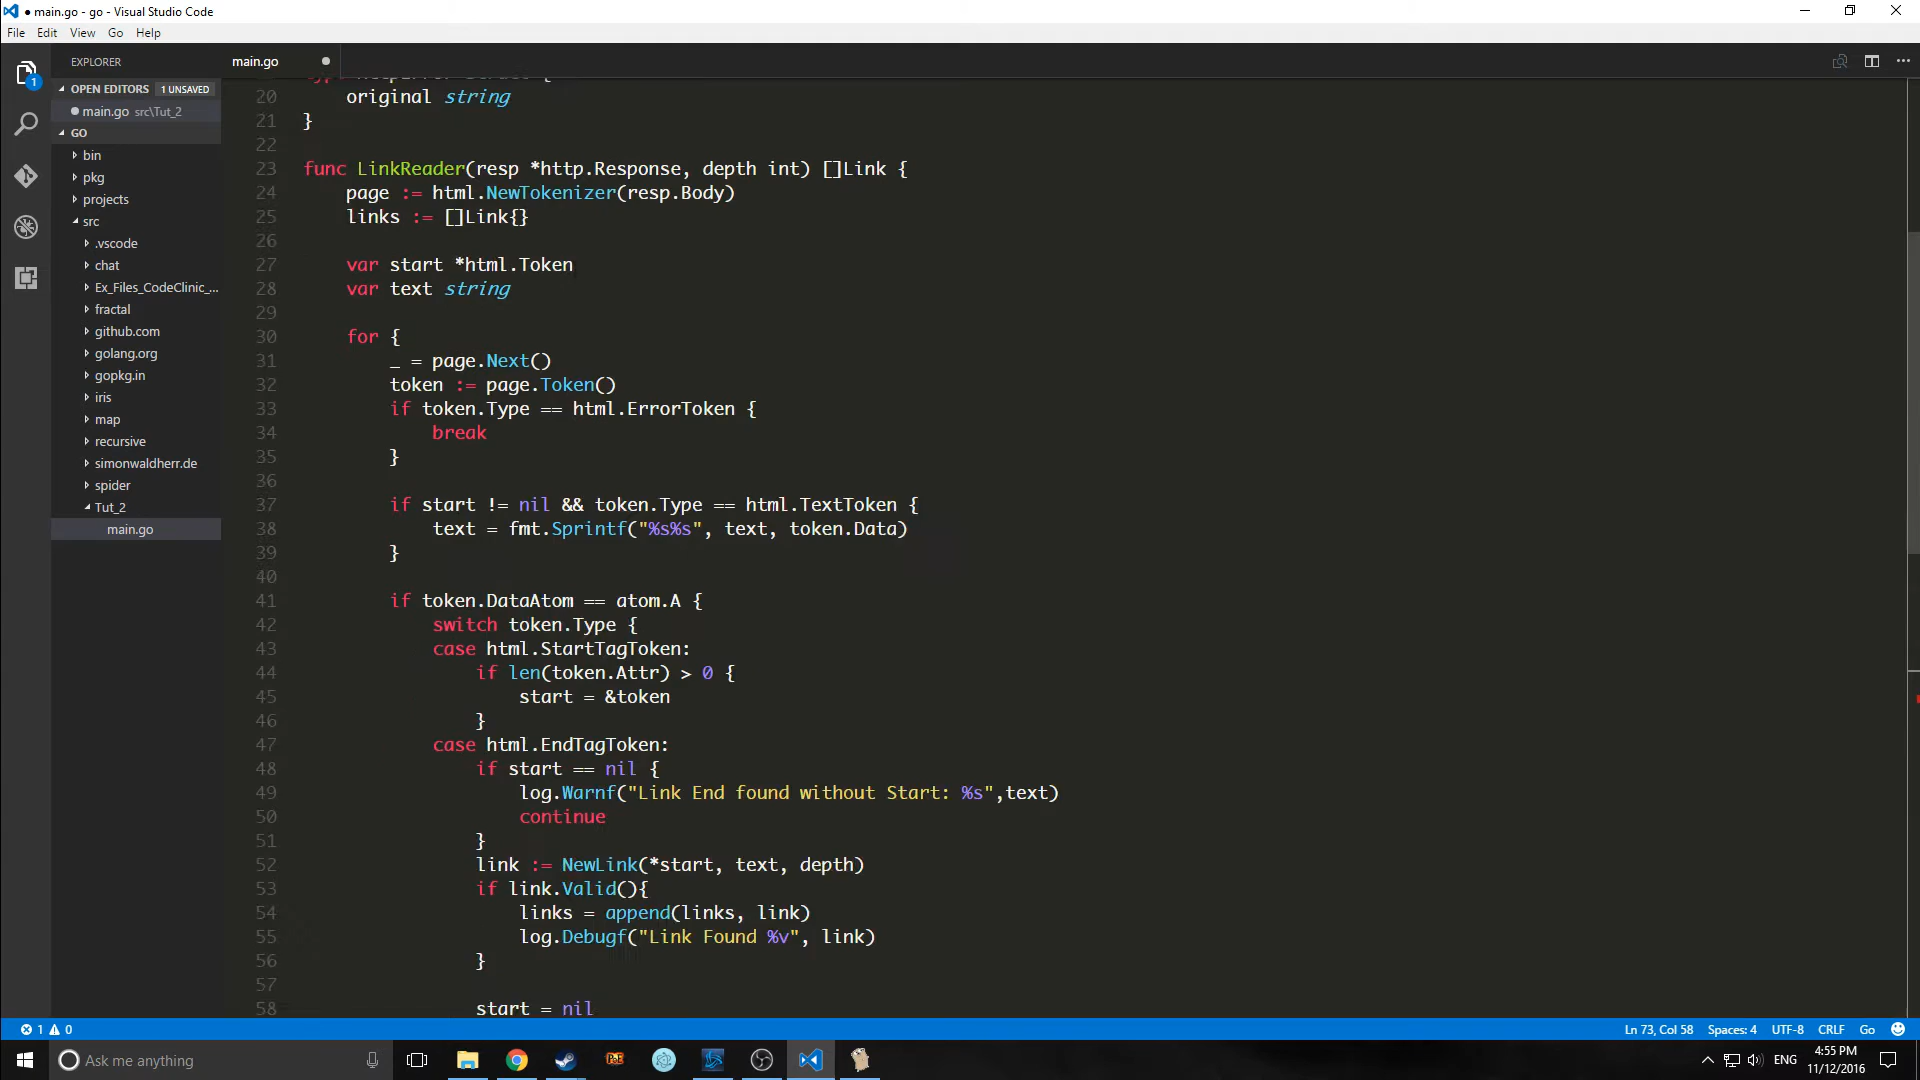 ● main.go - go - Visual Studio Code
File Edit View Go Help
EXPLORER
OPEN EDITORS 1 UNSAVED
main.go src\Tut_2
GO
bin
pkg
projects
src
.vscode
chat
Ex_Files_CodeClinic_...
fractal
github.com
golang.org
gopkg.in
iris
map
recursive
simonwaldherr.de
spider
Tut_2
main.go
1
main.go
20 original string
21 }
22
23 func LinkReader(resp *http.Response, depth int) []Link {
24 page := html.NewTokenizer(resp.Body)
25 links := []Link{}
26
27 var start *html.Token
28 var text string
29
30 for {
31 _ = page.Next()
32 token := page.Token()
33 if token.Type == html.ErrorToken {
34 break
35 }
36
37 if start != nil && token.Type == html.TextToken {
38 text = fmt.Sprintf("%s%s", text, token.Data)
39 }
40
41 if token.DataAtom == atom.A {
42 switch token.Type {
43 case html.StartTagToken:
44 if len(token.Attr) > 0 {
45 start = &token
46 }
47 case html.EndTagToken:
48 if start == nil {
49 log.Warnf("Link End found without Start: %s",text)
50 continue
51 }
52 link := NewLink(*start, text, depth)
53 if link.Valid(){
54 links = append(links, link)
55 log.Debugf("Link Found %v", link)
56 }
57
58 start = nil
1 0
Ln 73, Col 58 Spaces: 4 UTF-8 CRLF Go
Ask me anything
PoE
ENG
4:55 PM
11/12/2016